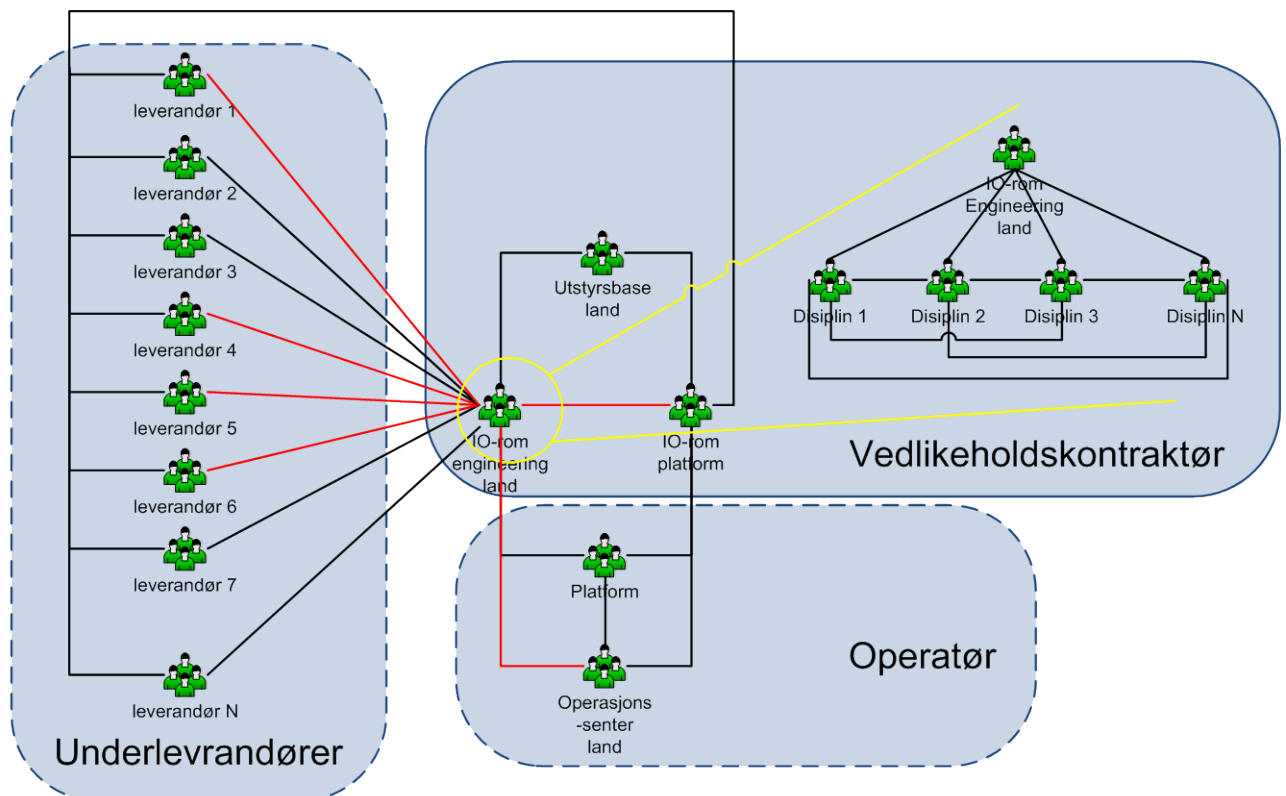 leverandør 1
leverandør 2
leverandør 3
leverandør 4
leverandør 5
leverandør 6
leverandør 7
leverandør N
Underlevrandører
Utstyrsbase
land
IO-rom
engineering
land
IO-rom
platform
IO-rom
Engineering
land
Disiplin 1
Disiplin 2
Disiplin 3
Disiplin N
Vedlikeholdskontraktør
Platform
Operasjons
-senter
land
Operatør